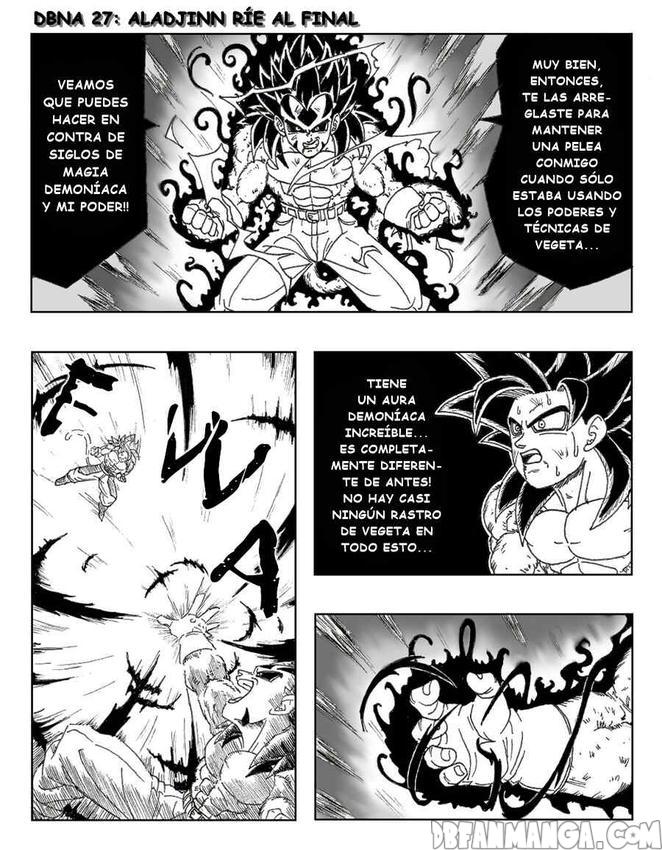 DBNA 27: ALADJINN RÍE AL FINAL
VEAMOS
QUE PUEDES
HACER EN
CONTRA DE
SIGLOS DE
MAGIA
DEMONÍACA
Y MI PODER!!
MUY BIEN,
ENTONCES,
TE LAS ARRE-
GLASTE PARA
MANTENER
UNA PELEA
CONMIGO
CUANDO SÓLO
ESTABA USANDO
LOS PODERES Y
TÉCNICAS DE
VEGETA...
TIENE
UN AURA
DEMONÍACA
INCREÍBLE...
ES COMPLETA-
MENTE DIFEREN-
TE DE ANTES!
NO HAY CASI
NINGÚN RASTRO
DE VEGETA EN
TODO ESTO...
DBFANMANGA.COM